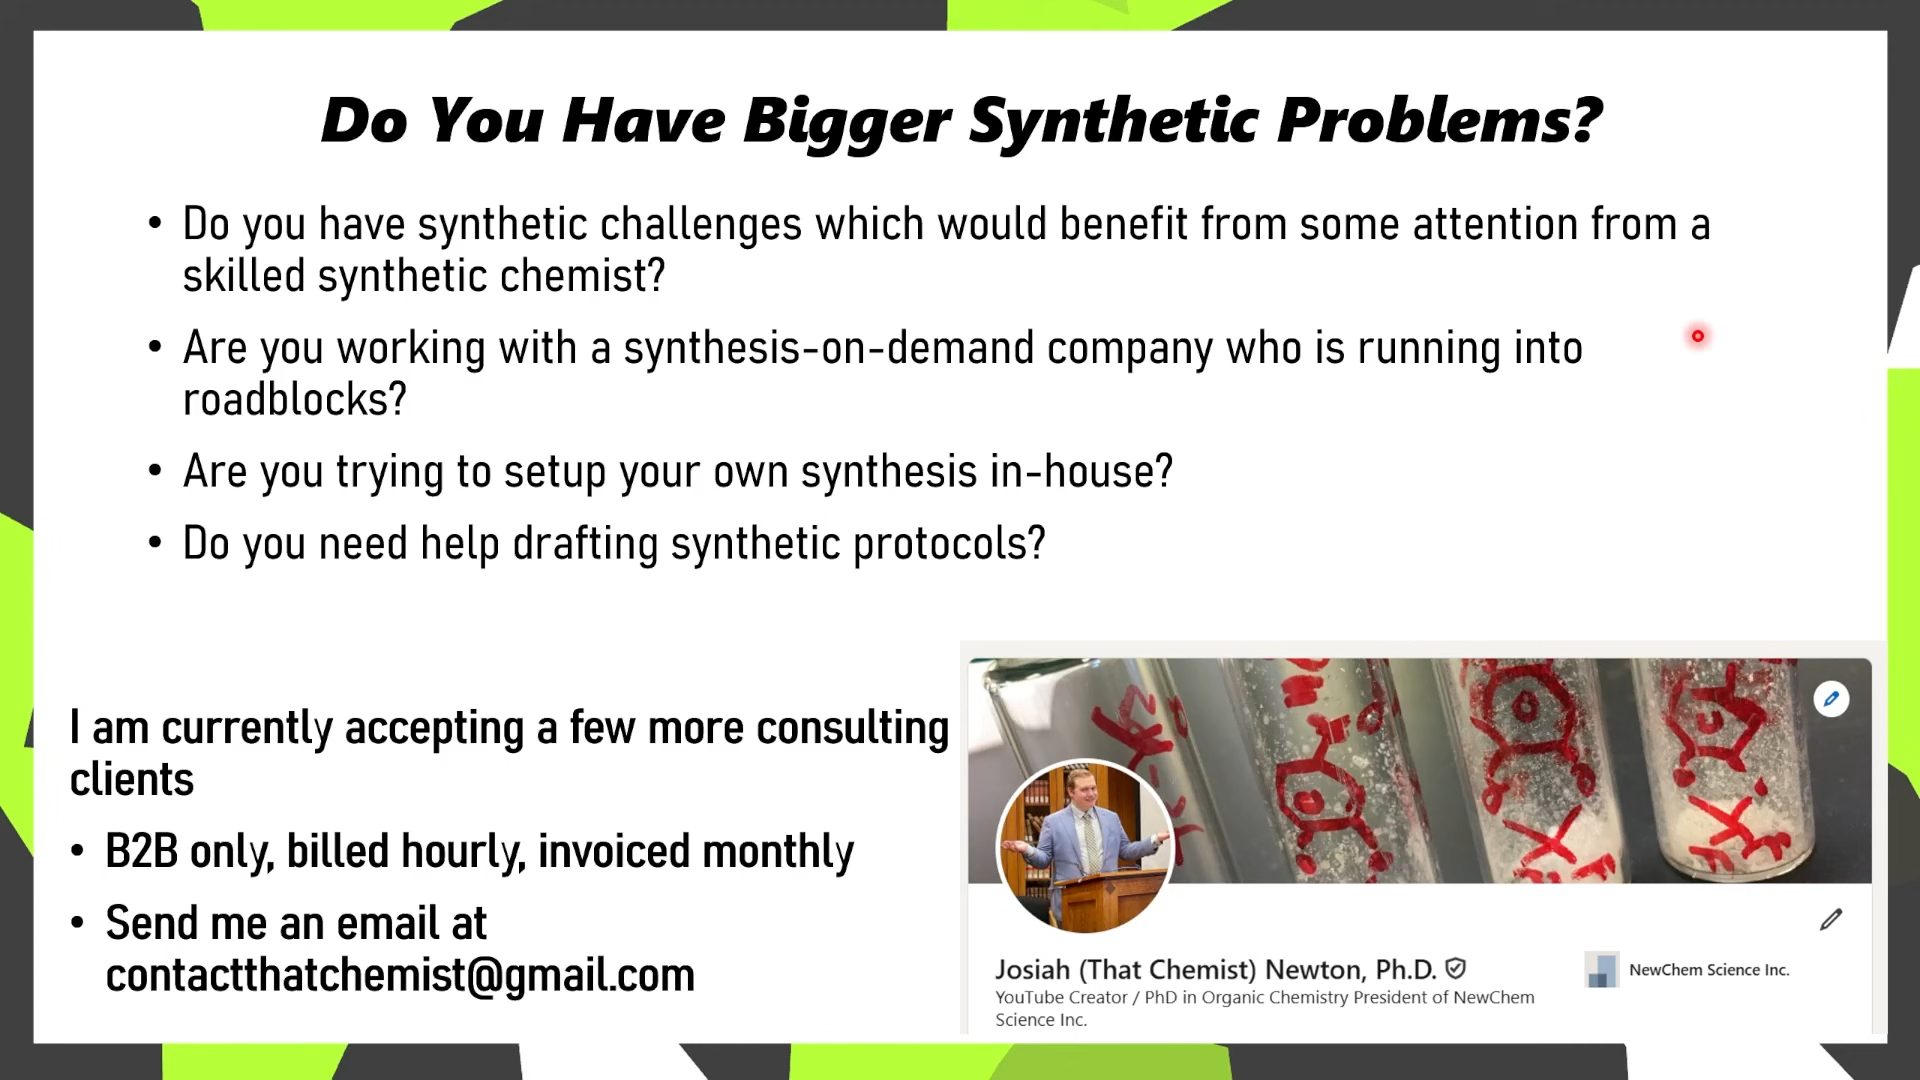 Do You Have Bigger Synthetic Problems?
• Do you have synthetic challenges which would benefit from some attention from a
skilled synthetic chemist?
• Are you working with a synthesis-on-demand company who is running into
roadblocks?
• Are you trying to setup your own synthesis in-house?
• Do you need help drafting synthetic protocols?
I am currently accepting a few more consulting
clients
• B2B only, billed hourly, invoiced monthly
• Send me an email at
contactthatchemist@gmail.com
Josiah (That Chemist) Newton, Ph.D.
YouTube Creator / PhD in Organic Chemistry President of NewChem
Science Inc.
NewChem Science Inc.